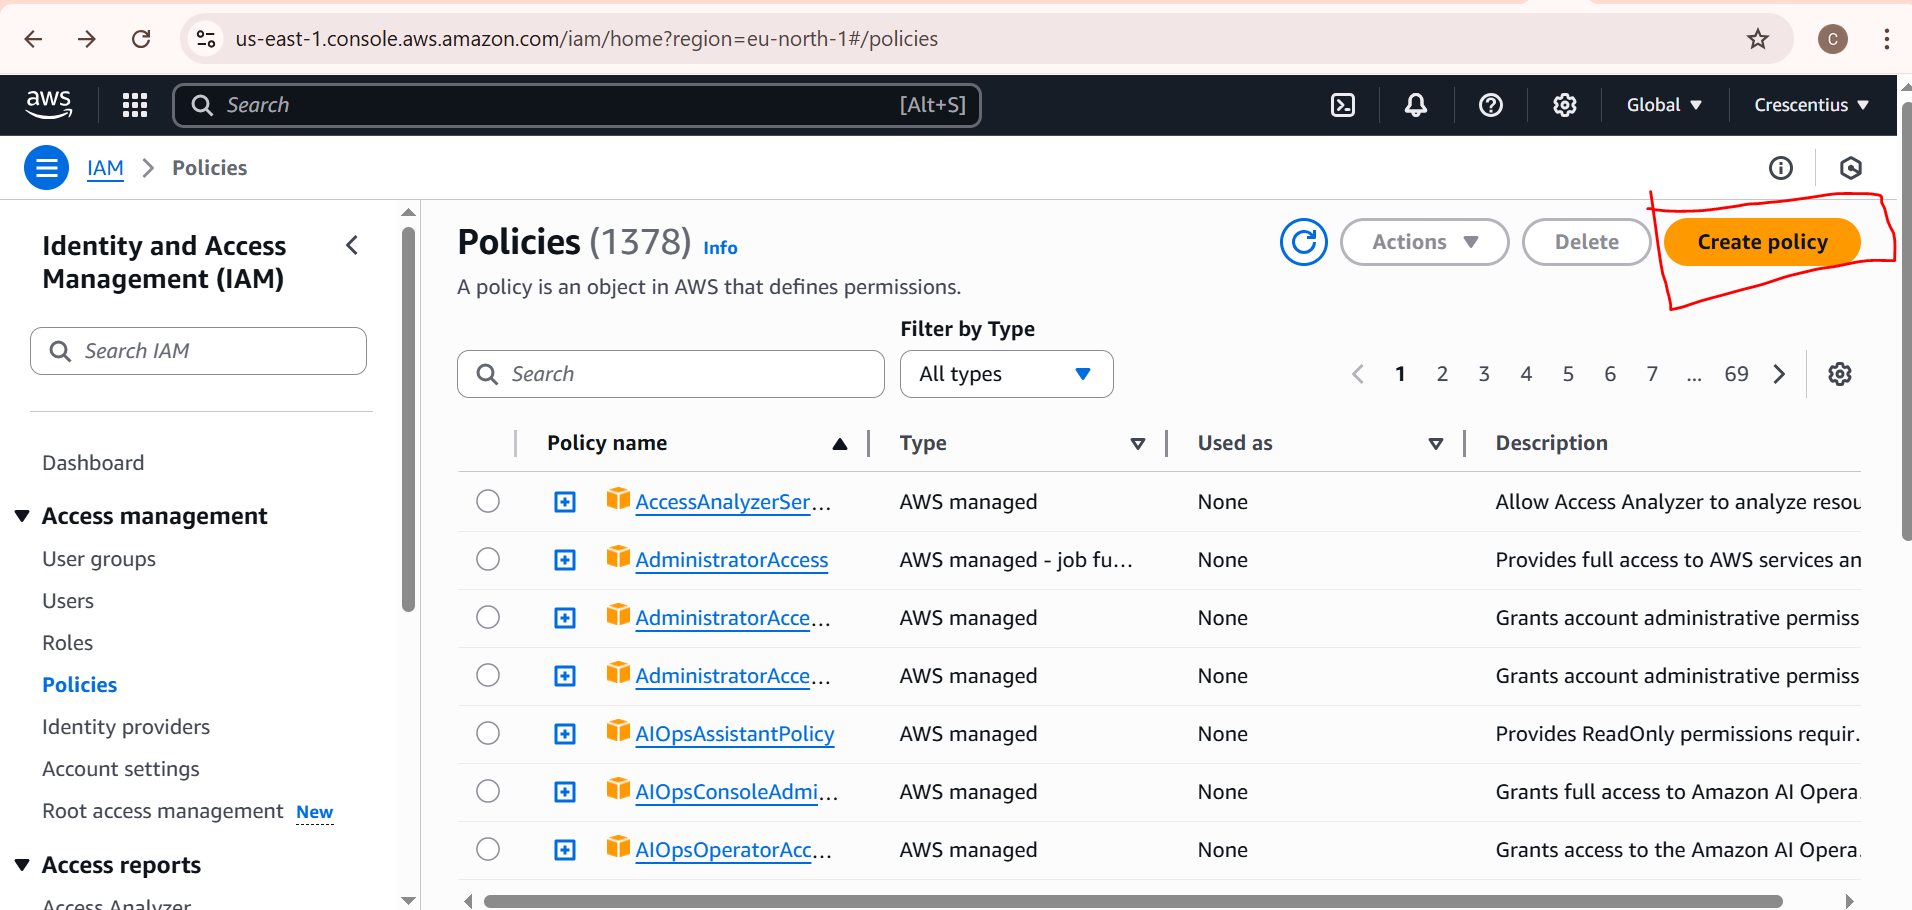 us-east-1.console.aws.amazon.com/iam/home?region=eu-north-1#/policies
C
aws
Search
[Alt+S]
Global
Crescentius
IAM
Policies
Identity and Access
Management (IAM)
Search IAM
Dashboard
Access management
User groups
Users
Roles
Policies
Identity providers
Account settings
Root access management New
Access reports
Access Analyzer
Policies (1378) Info
Actions
Delete
Create policy
A policy is an object in AWS that defines permissions.
Filter by Type
Search
All types
1 2 3 4 5 6 7 ... 69
Policy name Type Used as Description
AccessAnalyzerSer... AWS managed None Allow Access Analyzer to analyze resou
AdministratorAccess AWS managed - job fu... None Provides full access to AWS services an
AdministratorAcce... AWS managed None Grants account administrative permiss
AdministratorAcce... AWS managed None Grants account administrative permiss
AIOpsAssistantPolicy AWS managed None Provides ReadOnly permissions requir.
AIOpsConsoleAdmi... AWS managed None Grants full access to Amazon AI Opera.
AIOpsOperatorAcc... AWS managed None Grants access to the Amazon AI Opera.